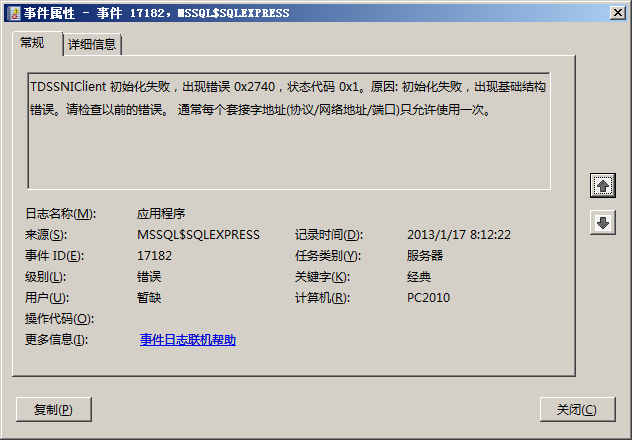 事件属性 - 事件 17182，MSSQL$SQLEXPRESS
常规 详细信息
TDSSNIClient 初始化失败，出现错误 0x2740，状态代码 0x1。原因: 初始化失败，出现基础结构
错误。请检查以前的错误。 通常每个套接字地址(协议/网络地址/端口)只允许使用一次。
日志名称(M): 应用程序
来源(S): MSSQL$SQLEXPRESS 记录时间(D): 2013/1/17 8:12:22
事件 ID(E): 17182 任务类别(Y): 服务器
级别(L): 错误 关键字(K): 经典
用户(U): 暂缺 计算机(R): PC2010
操作代码(O):
更多信息(I): 事件日志联机帮助
复制(P) 关闭(C)